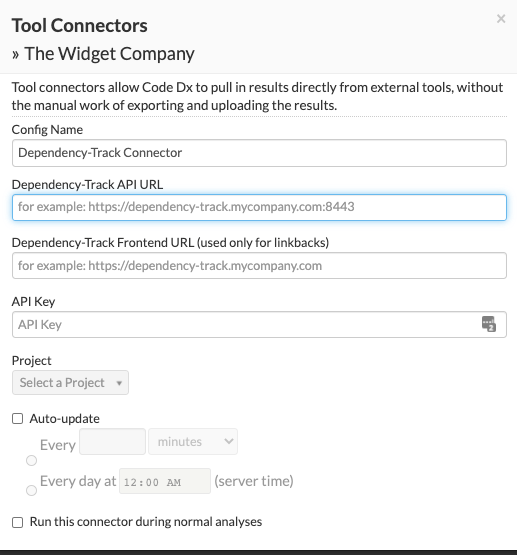 Tool Connectors
×
» The Widget Company
Tool connectors allow Code Dx to pull in results directly from external tools, without
the manual work of exporting and uploading the results.
Config Name
Dependency-Track Connector
Dependency-Track API URL
for example: https://dependency-track.mycompany.com:8443
Dependency-Track Frontend URL (used only for linkbacks)
for example: https://dependency-track.mycompany.com
API Key
API Key
2
Project
Select a Project
Auto-update
Every minutes
Every day at 12:00 AM (server time)
Run this connector during normal analyses